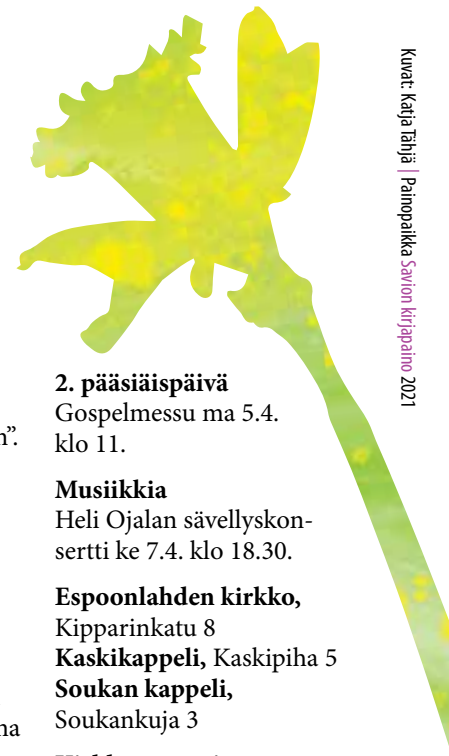 n”.
2. pääsiäispäivä
Gospelmessu ma 5.4.
klo 11.
Musiikkia
Heli Ojalan sävellyskon-
sertti ke 7.4. klo 18.30.
Espoonlahden kirkko,
Kipparinkatu 8
Kaskikappeli, Kaskipiha 5
Soukan kappeli,
Soukankuja 3
na
Kuvat: Katja Tähjä | Painopaikka Savion kirjapaino 2021